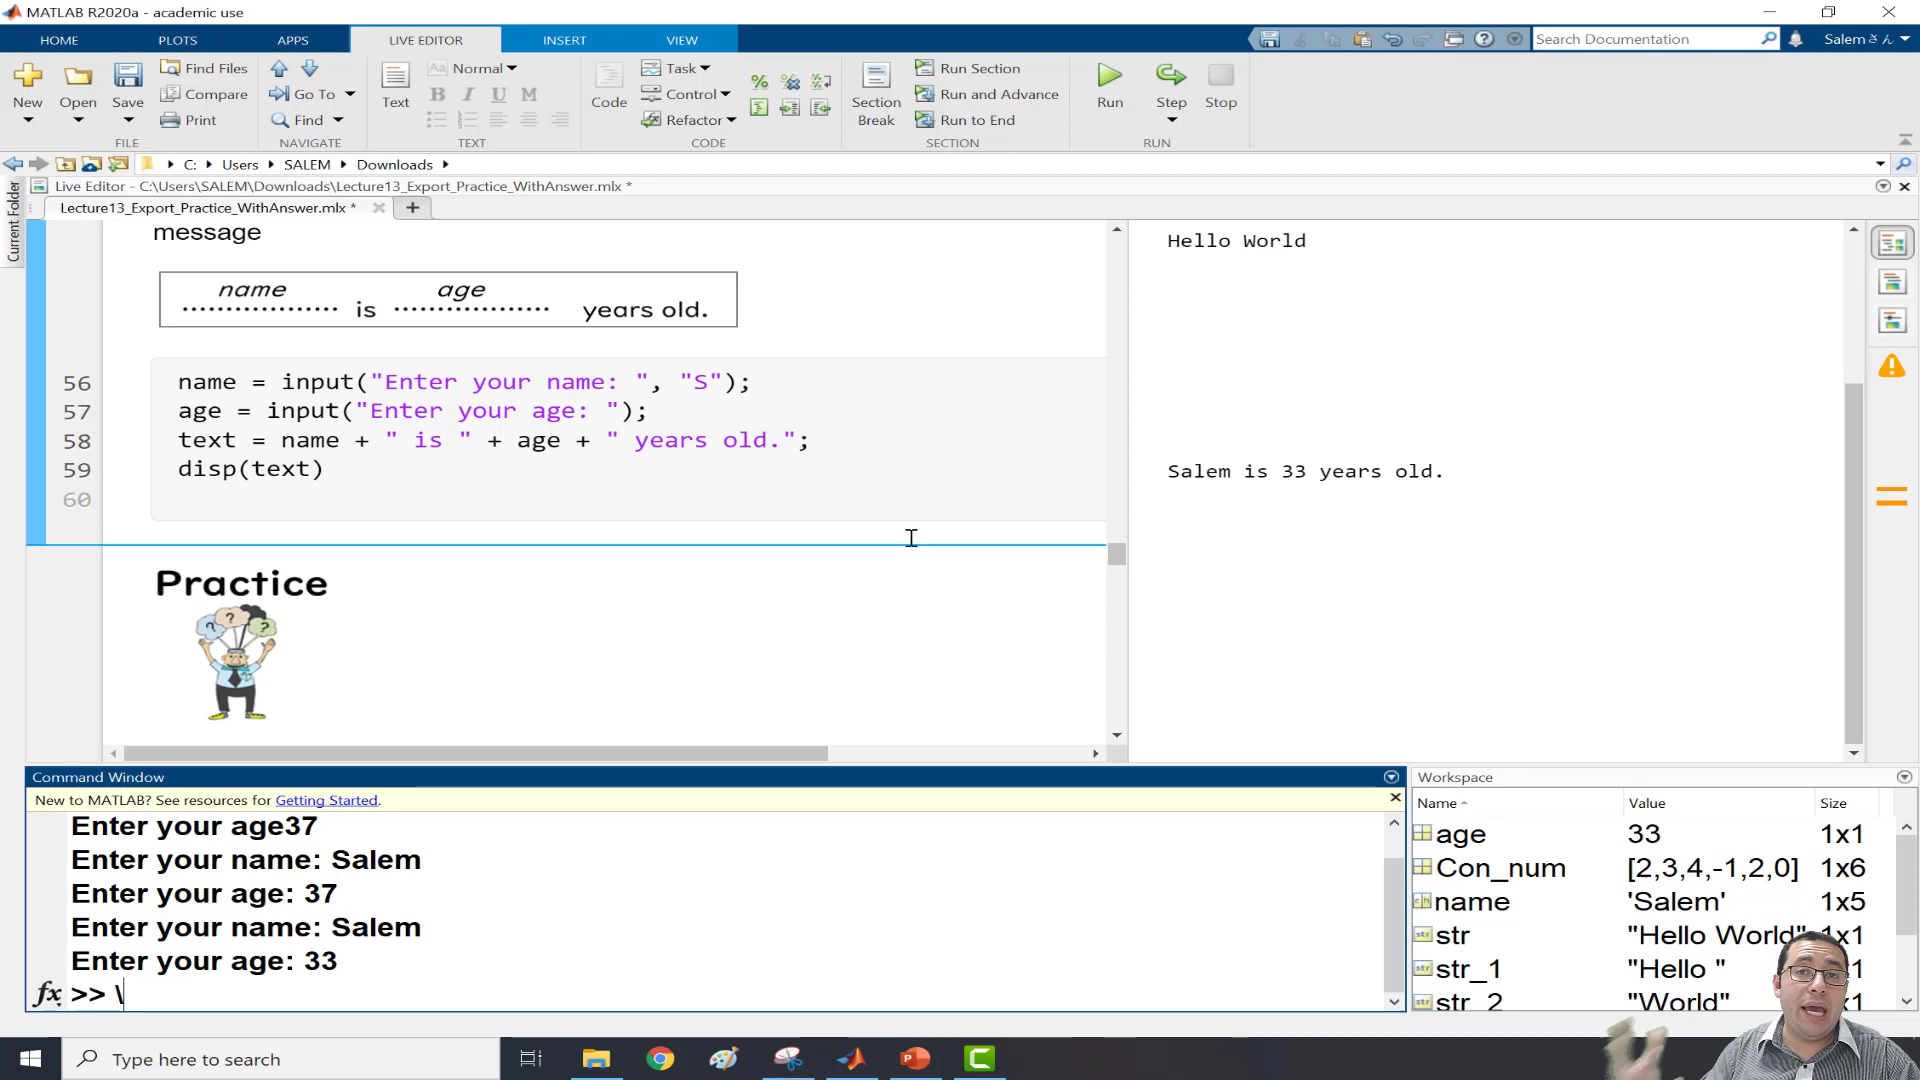 MATLAB R2020a - academic use
HOME PLOTS APPS LIVE EDITOR INSERT VIEW Search Documentation Salemさん
New Open Save Find Files Compare Print Go To Find Text Normal B I U M Code Task Control Refactor Section Break Run Section Run and Advance Run to End Run Step Stop
FILE NAVIGATE TEXT CODE SECTION RUN
C: Users SALEM Downloads
Current Folder
Live Editor - C:\Users\SALEM\Downloads\Lecture13_Export_Practice_WithAnswer.mlx *
Lecture13_Export_Practice_WithAnswer.mlx *
message
name age
.................. is .................. years old.
56 name = input("Enter your name: ", "S");
57 age = input("Enter your age: ");
58 text = name + " is " + age + " years old.";
59 disp(text)
60
Practice
? ? ?
Hello World
Salem is 33 years old.
Command Window
New to MATLAB? See resources for Getting Started.
Enter your age37
Enter your name: Salem
Enter your age: 37
Enter your name: Salem
Enter your age: 33
fx >> \
Workspace
Name Value Size
age 33 1x1
Con_num [2,3,4,-1,2,0] 1x6
name 'Salem' 1x5
str "Hello World" 1x1
str_1 "Hello "
str_2 "World"
Type here to search